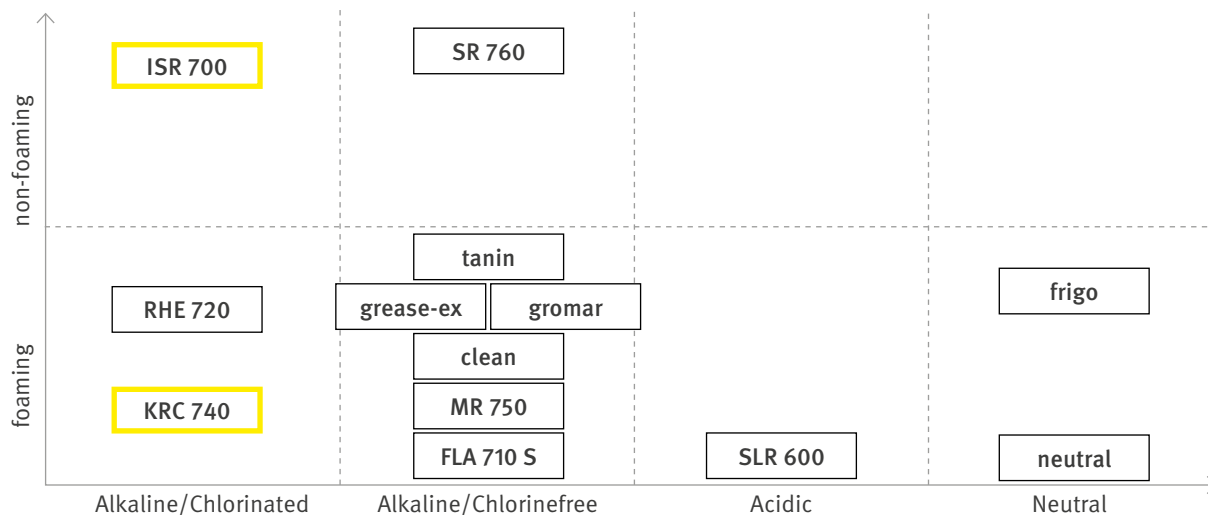 non-foaming
ISR 700
SR 760
foaming
tanin
RHE 720
grease-ex
gromar
frigo
clean
KRC 740
MR 750
FLA 710 S
SLR 600
neutral
Alkaline/Chlorinated
Alkaline/Chlorinefree
Acidic
Neutral